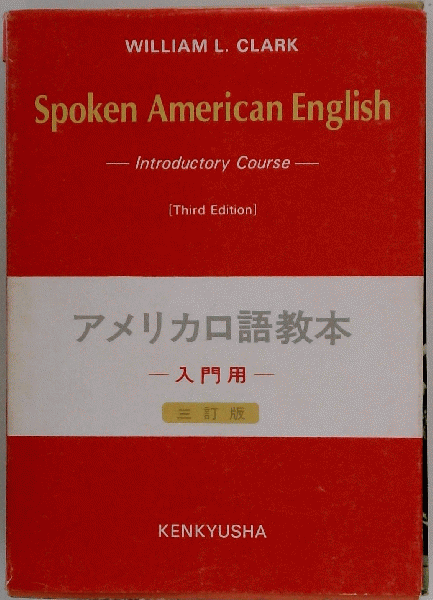 WILLIAM L. CLARK
Spoken American English
— Introductory Course —
[Third Edition]
アメリカ口語教本
— 入門用 —
三訂版
KENKYUSHA